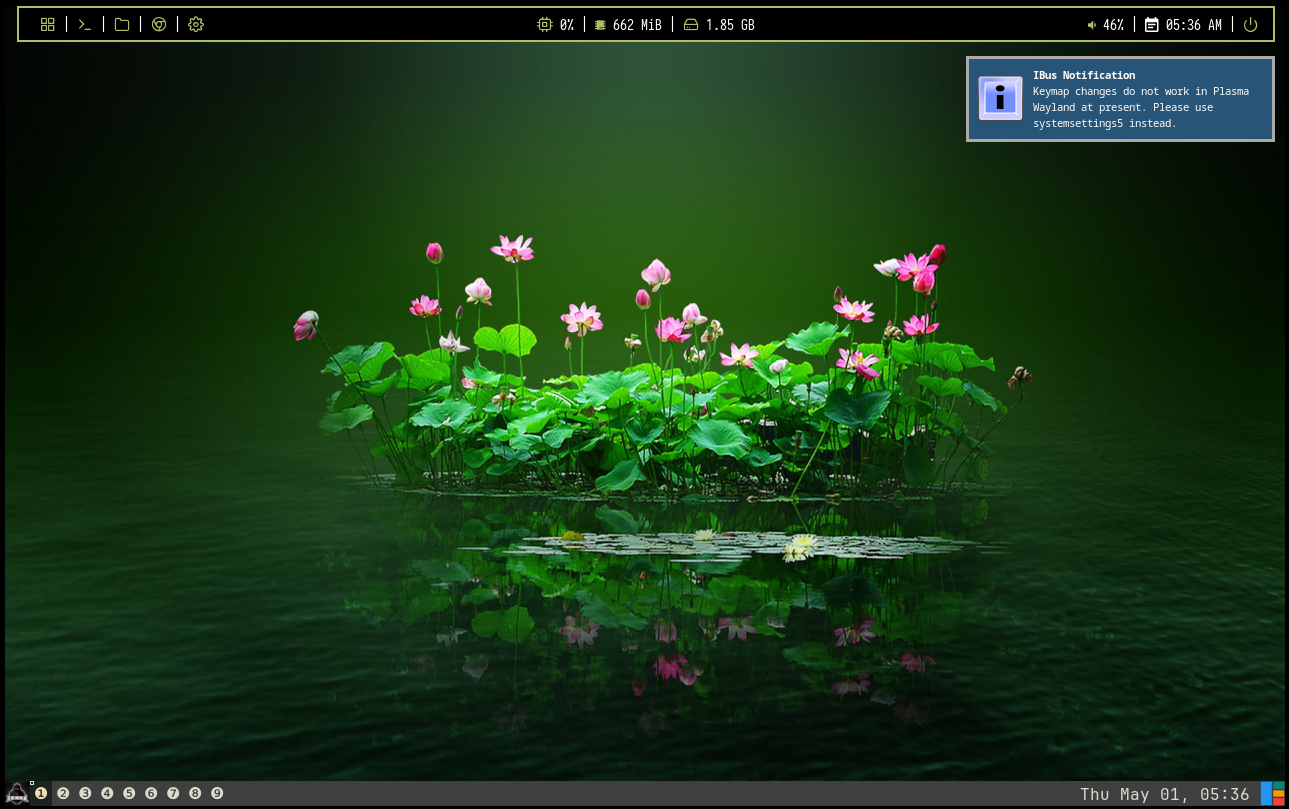 0% 662 MiB 1.85 GB 46% 05:36 AM
IBus Notification
Keymap changes do not work in Plasma
Wayland at present. Please use
systemsettings5 instead.
1 2 3 4 5 6 7 8 9 Thu May 01, 05:36